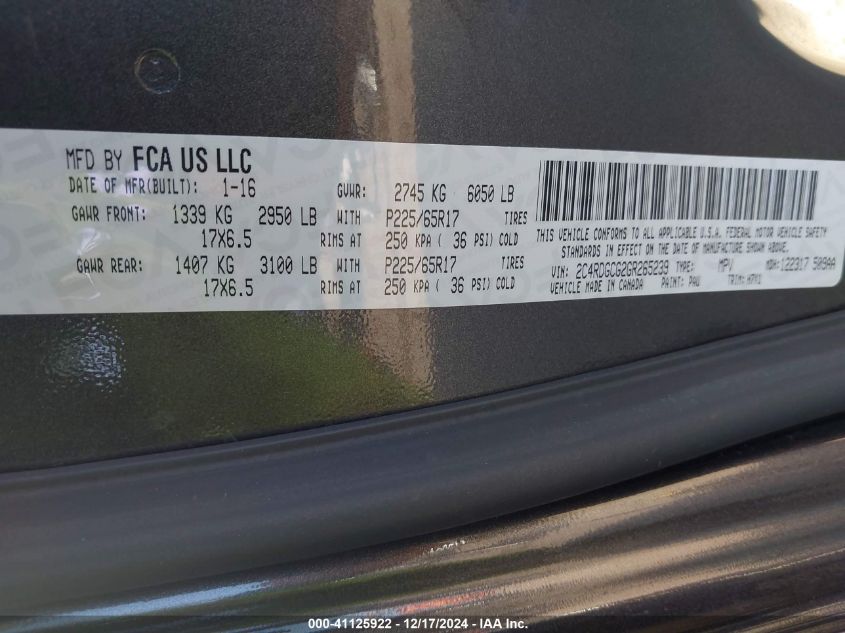 MFD BY FCA US LLC
DATE OF MFR(BUILT): 1-16 GVWR: 2745 KG 6050 LB
GAWR FRONT: 1339 KG 2950 LB WITH P225/65R17 TIRES
17X6.5 RIMS AT 250 KPA ( 36 PSI) COLD
GAWR REAR: 1407 KG 3100 LB WITH P225/65R17 TIRES
17X6.5 RIMS AT 250 KPA ( 36 PSI) COLD
THIS VEHICLE CONFORMS TO ALL APPLICABLE U.S.A. FEDERAL MOTOR VEHICLE SAFETY
STANDARDS IN EFFECT ON THE DATE OF MANUFACTURE SHOWN ABOVE.
VIN: 2C4RDGCG2GR265239 TYPE: MPV MDH: 122317 509AA
VEHICLE MADE IN CANADA PAINT: PAU TRIM:
000-41125922 - 12/17/2024 - IAA Inc.